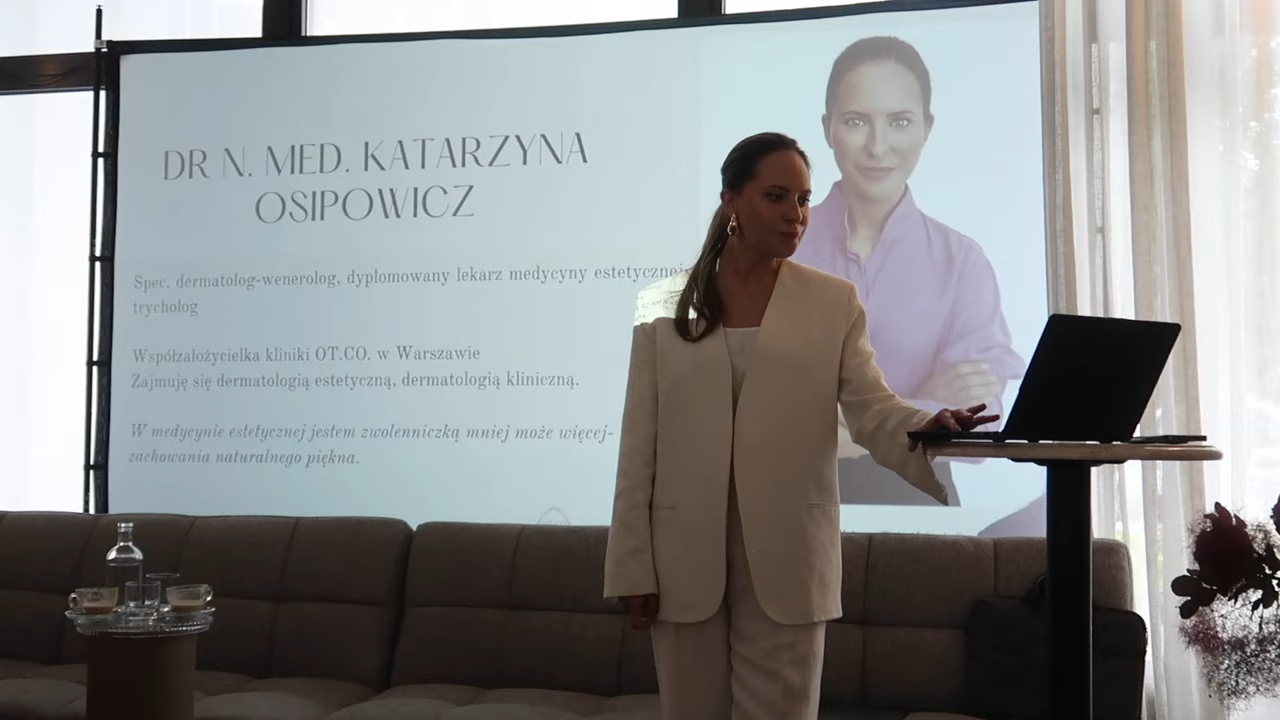 DR N. MED. KATARZYNA
OSIPOWICZ
Spec. dermatolog-wenerolog, dyplomowany lekarz medycyny estetycznej,
trycholog
Współzałożycielka kliniki OT.CO. w Warszawie
Zajmuję się dermatologią estetyczną, dermatologią kliniczną.
W medycynie estetycznej jestem zwolenniczką mniej może więcej-
zachowania naturalnego piękna.